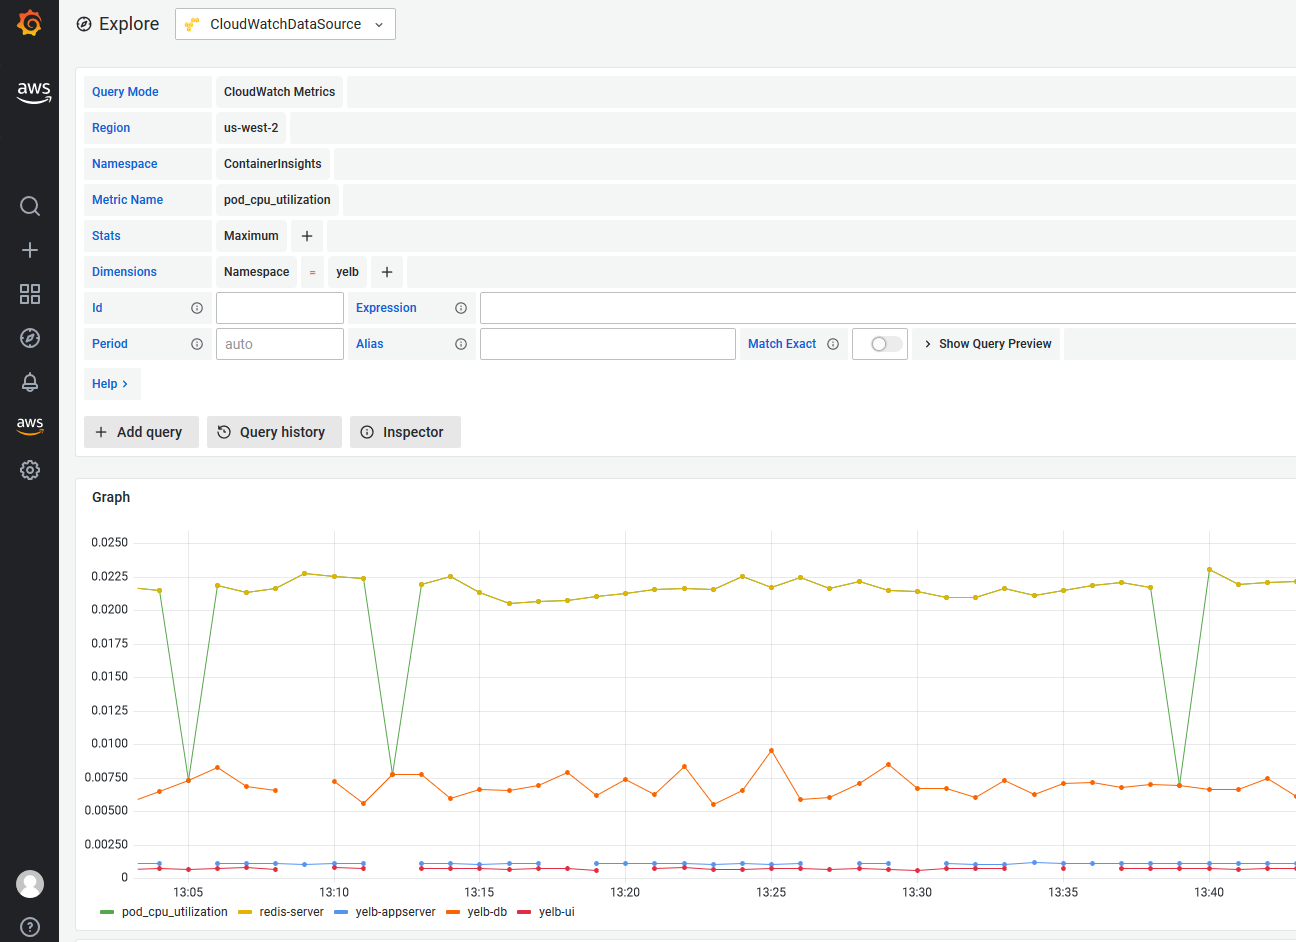 Explore CloudWatchDataSource
aws
Query Mode CloudWatch Metrics
Region us-west-2
Namespace ContainerInsights
Metric Name pod_cpu_utilization
Stats Maximum +
Dimensions Namespace = yelb +
Id Expression
Period auto Alias Match Exact > Show Query Preview
Help >
+ Add query Query history Inspector
aws
Graph
0.0250
0.0225
0.0200
0.0175
0.0150
0.0125
0.0100
0.00750
0.00500
0.00250
0
13:05 13:10 13:15 13:20 13:25 13:30 13:35 13:40
pod_cpu_utilization redis-server yelb-appserver yelb-db yelb-ui